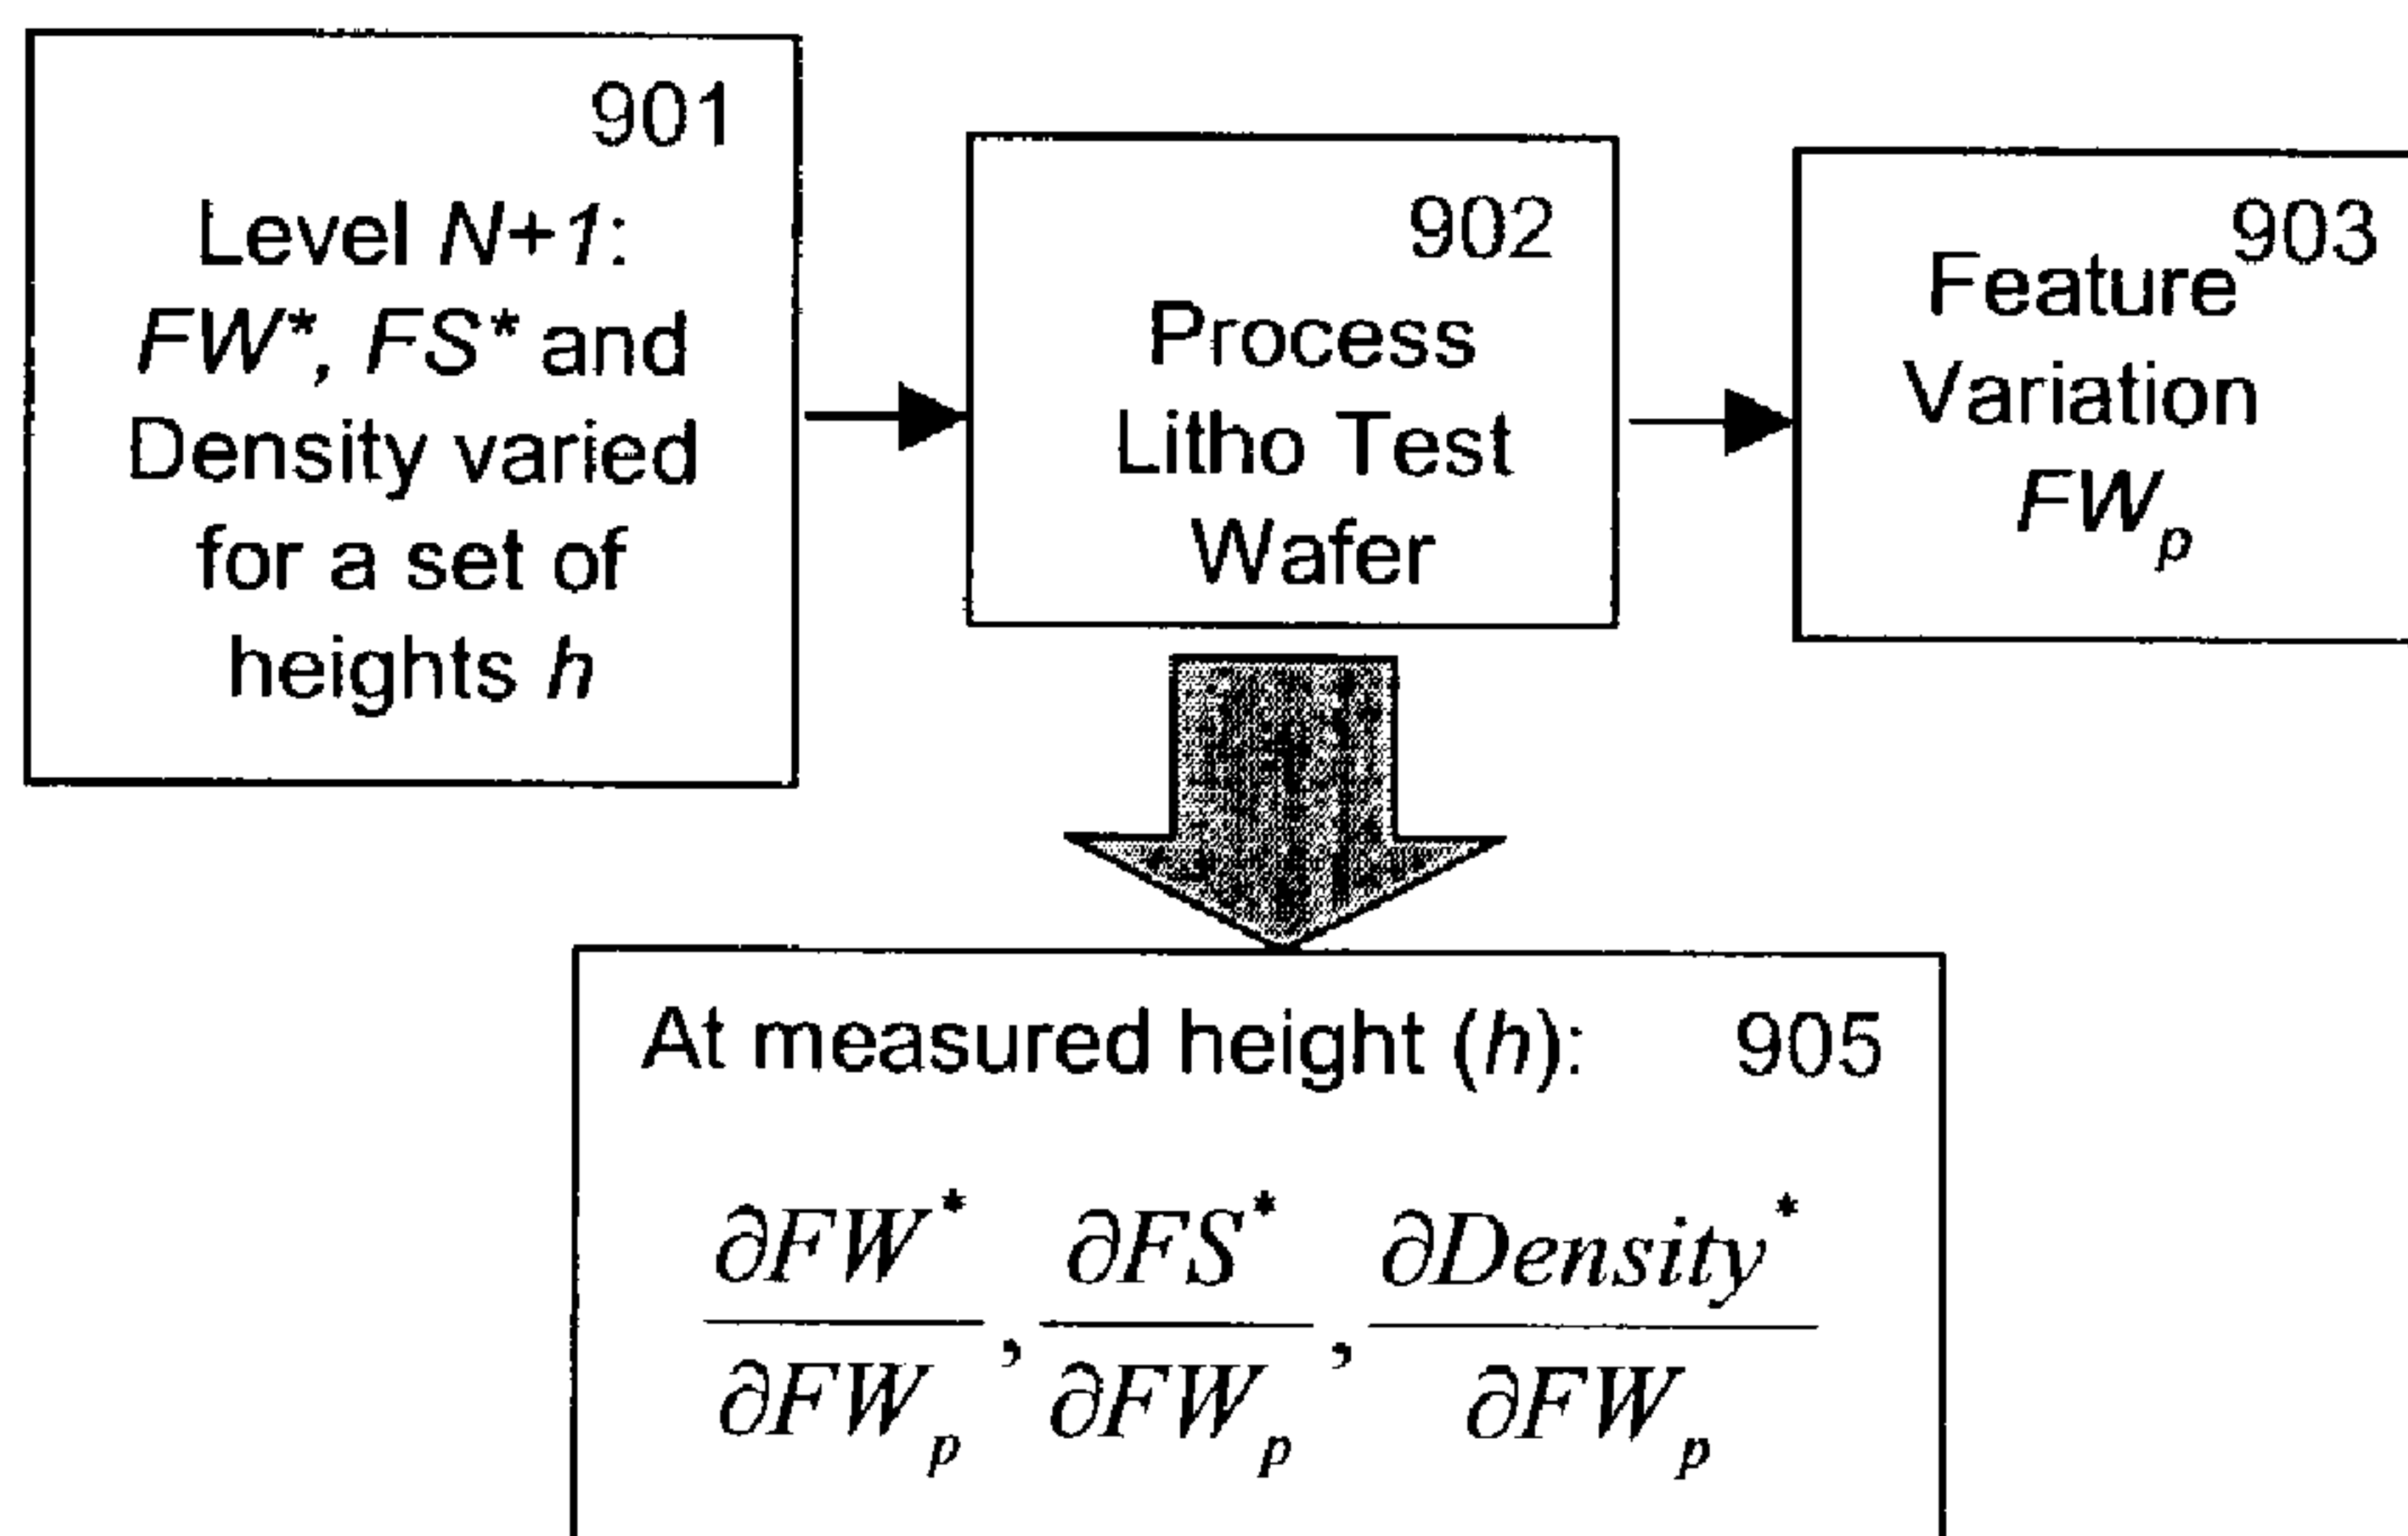 901
Level N+1:
FW*, FS* and
Density varied
for a set of
heights h
902
Process
Litho Test
Wafer
903
Feature
Variation
FWₚ
At measured height (h): 905
∂FW* ∂FS* ∂Density*
∂FWₚ , ∂FWₚ , ∂FWₚ